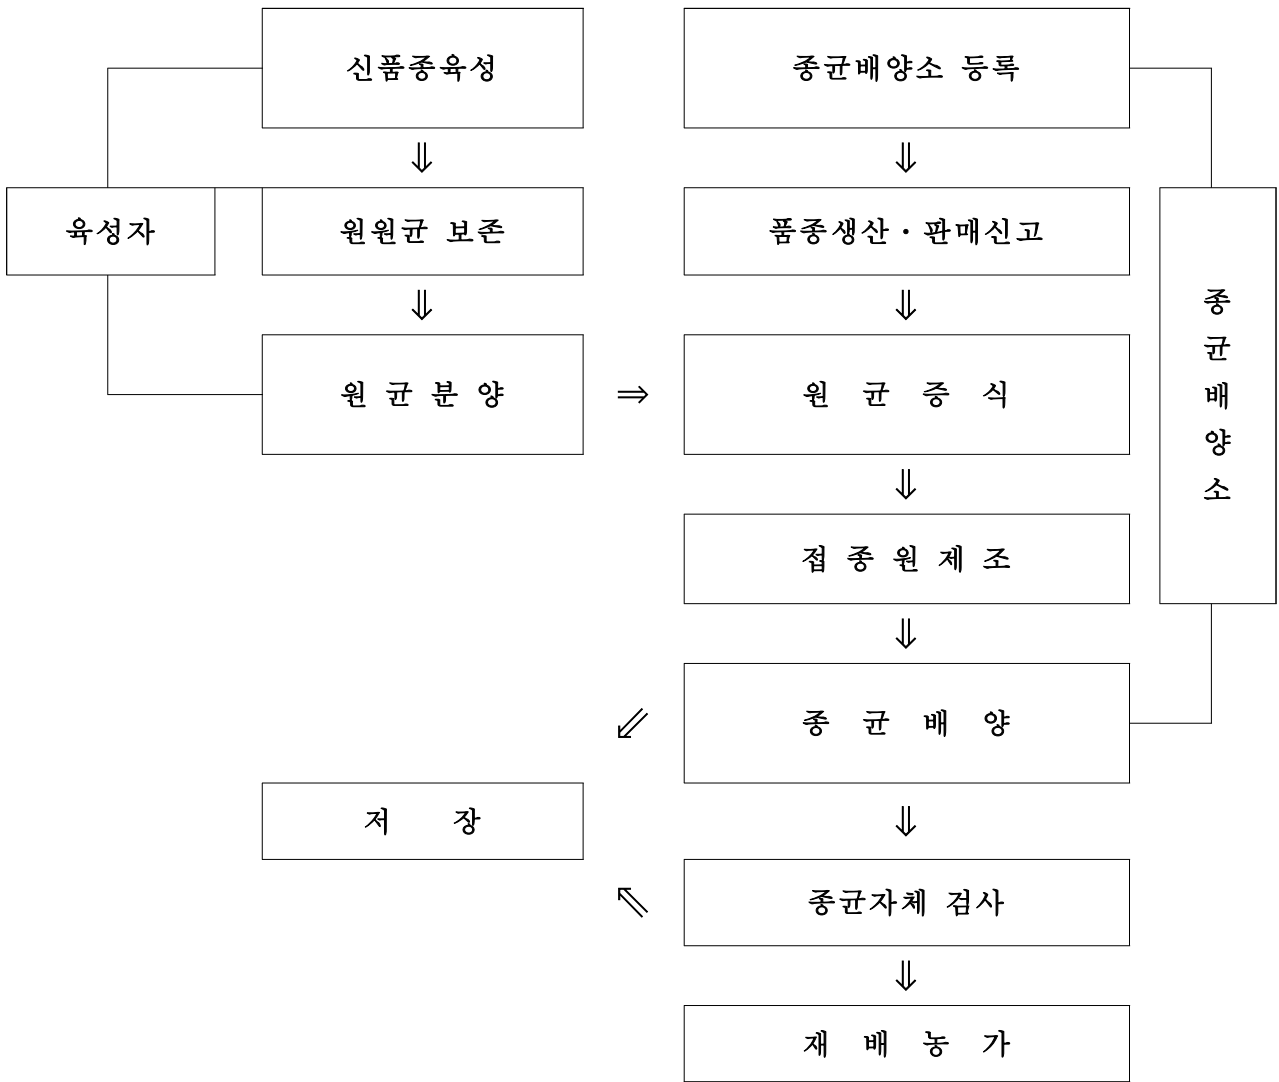 신품종육성
종균배양소 등록
⇓
⇓
육성자
원원균 보존
품종생산·판매신고
⇓
⇓
종균배양소
원 균 분 양
⇒
원 균 증 식
⇓
접 종 원 제 조
⇓
⇙
종 균 배 양
저 장
⇓
⇖
종균자체 검사
⇓
재 배 농 가